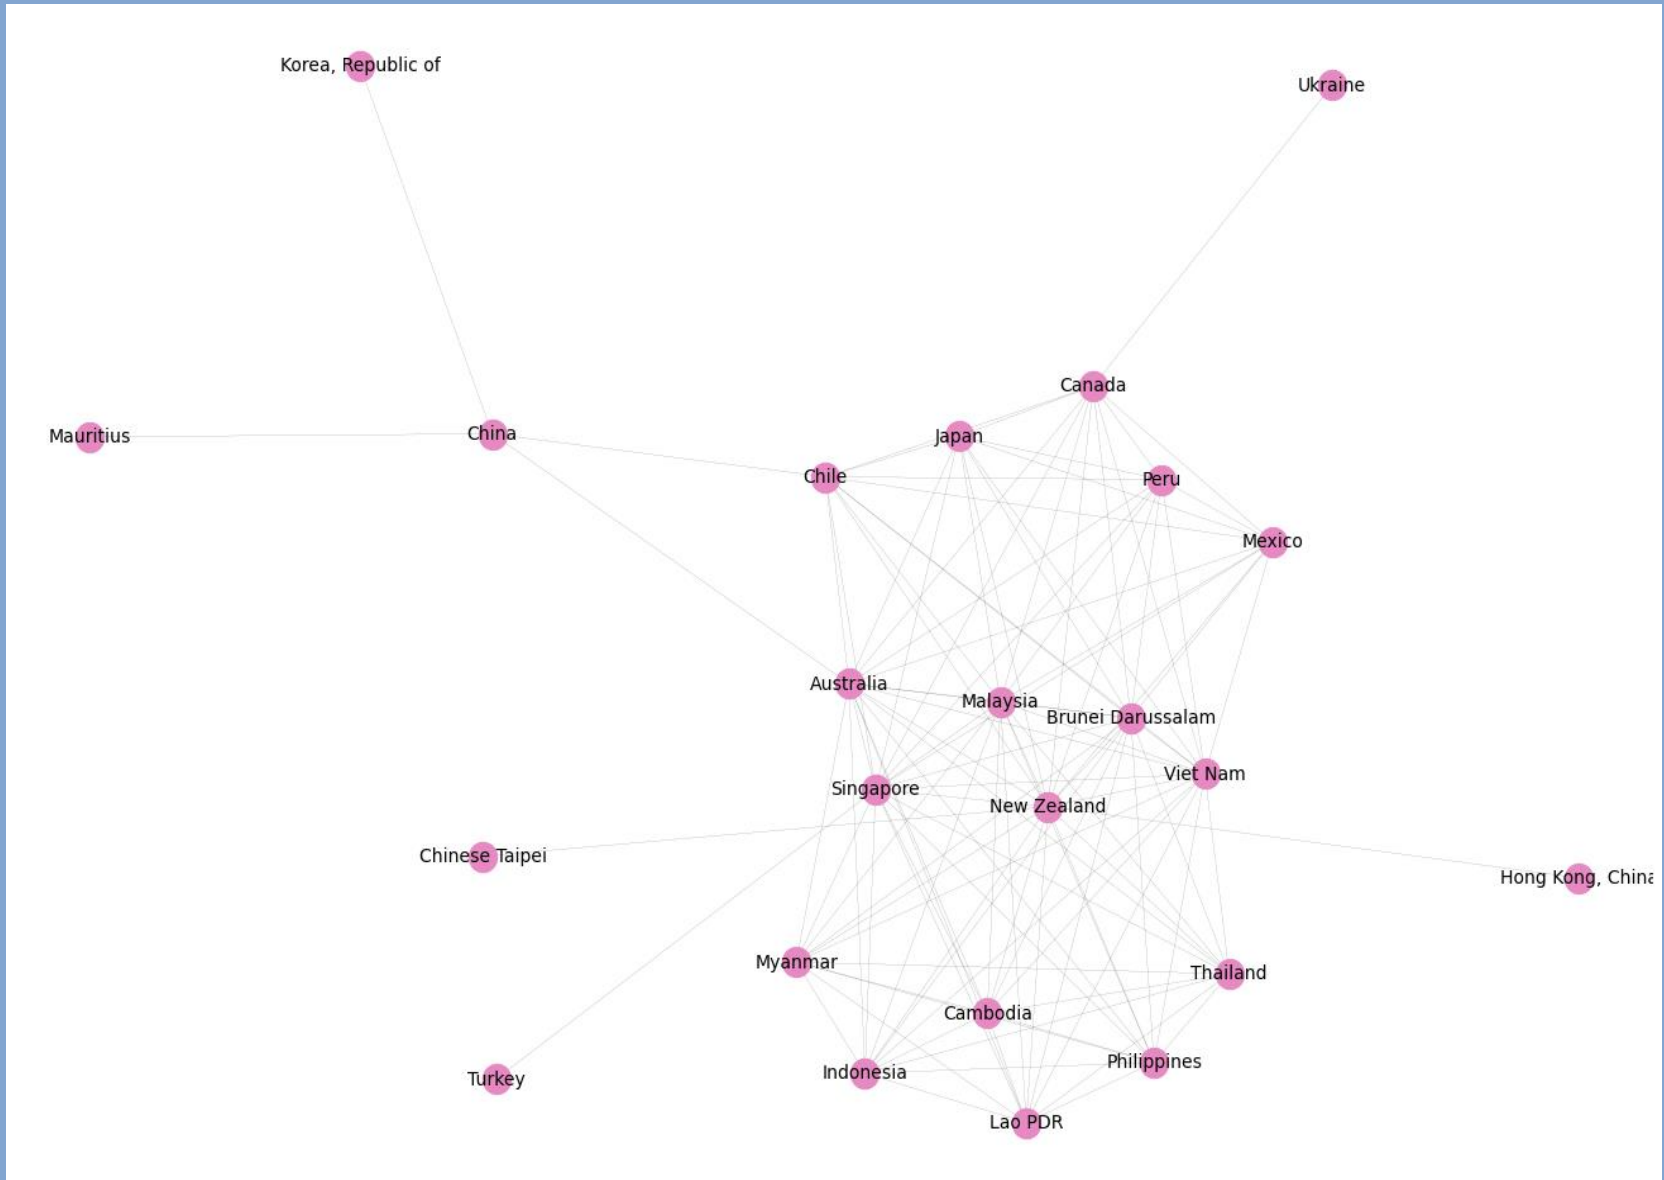 Korea, Republic of
Ukraine
Canada
Mauritius
China
Japan
Chile
Peru
Mexico
Australia
Malaysia
Brunei Darussalam
Viet Nam
Singapore
New Zealand
Chinese Taipei
Hong Kong, China
Myanmar
Thailand
Cambodia
Philippines
Indonesia
Turkey
Lao PDR